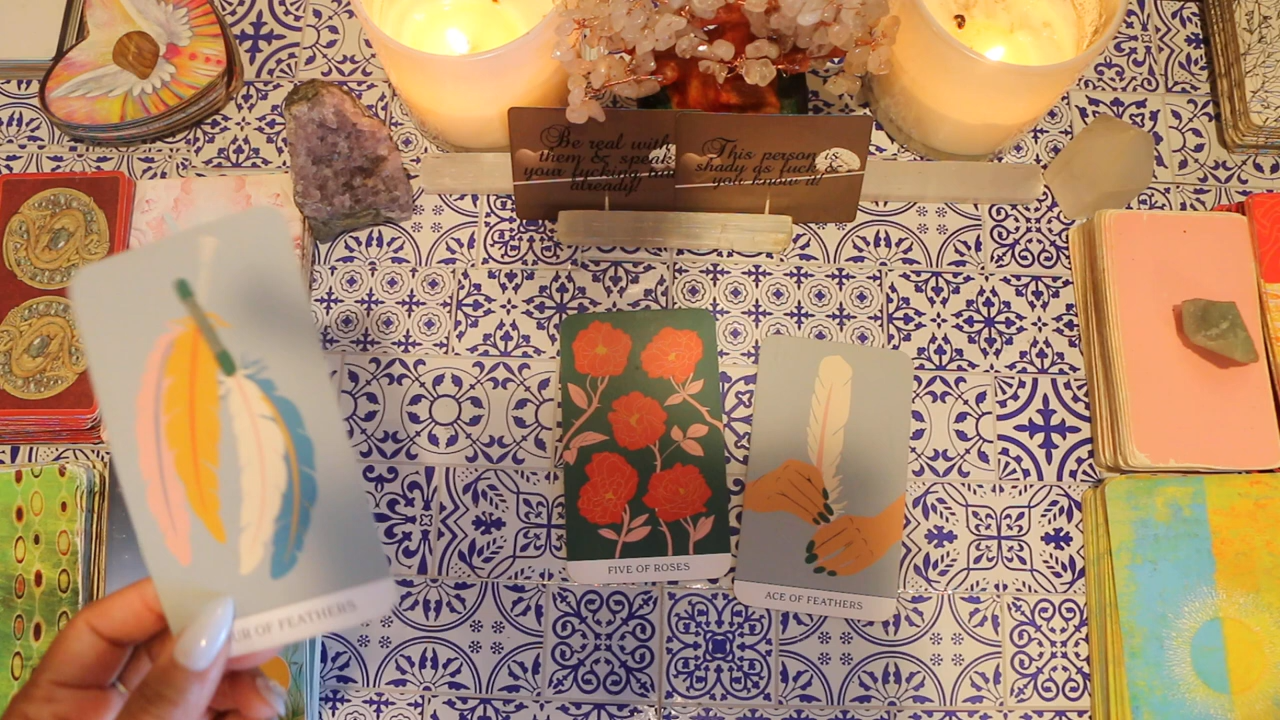 Be real with
them & speak
your fucking
already!
This person is
shady as fuck &
you know it!
UR OF FEATHERS
FIVE OF ROSES
ACE OF FEATHERS